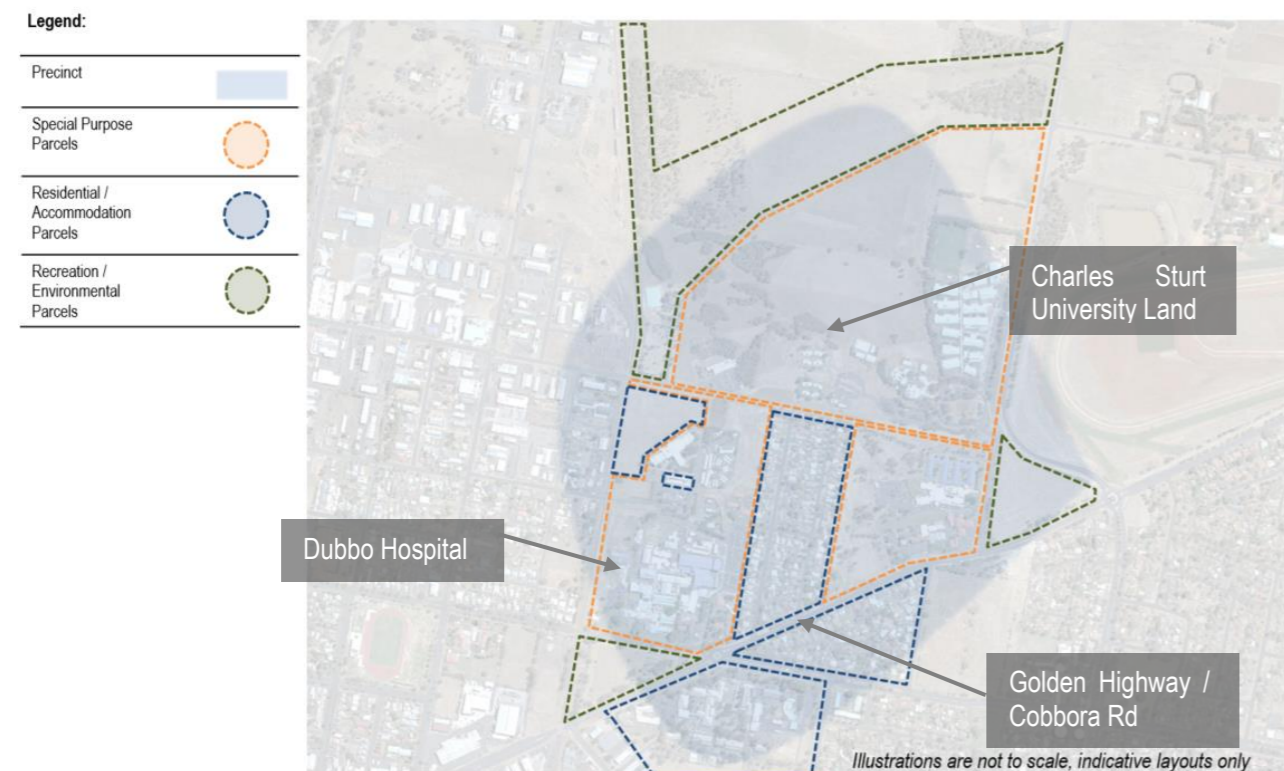 Legend:
Precinct
Special Purpose
Parcels
Residential /
Accommodation
Parcels
Recreation /
Environmental
Parcels
Charles Sturt
University Land
Dubbo Hospital
Golden Highway /
Cobbora Rd
Illustrations are not to scale, indicative layouts only